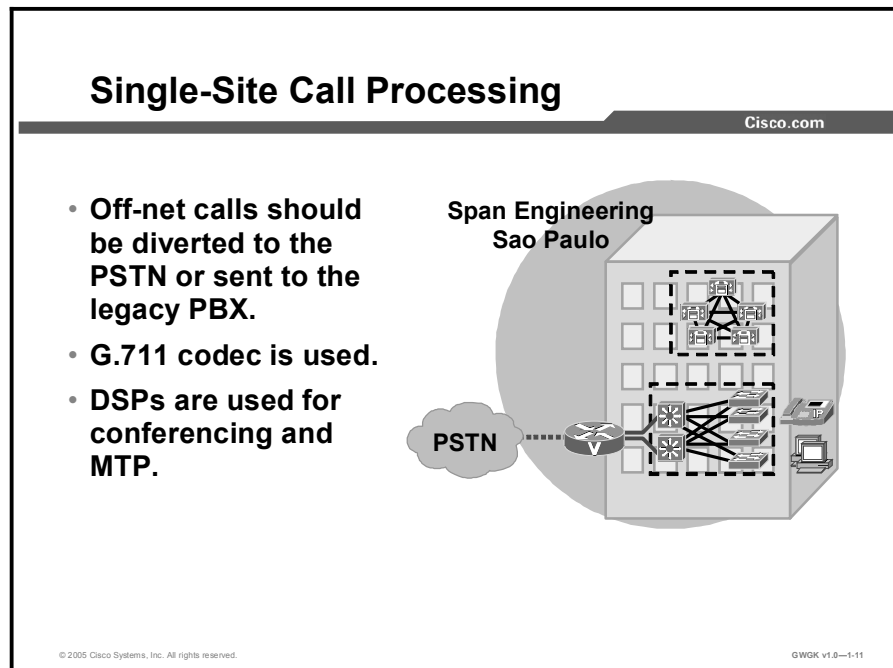 Single-Site Call Processing
Cisco.com
• Off-net calls should
be diverted to the
PSTN or sent to the
legacy PBX.
• G.711 codec is used.
• DSPs are used for
conferencing and
MTP.
Span Engineering
Sao Paulo
PSTN
V
IP
© 2005 Cisco Systems, Inc. All rights reserved.
GWGK v1.0—1-11